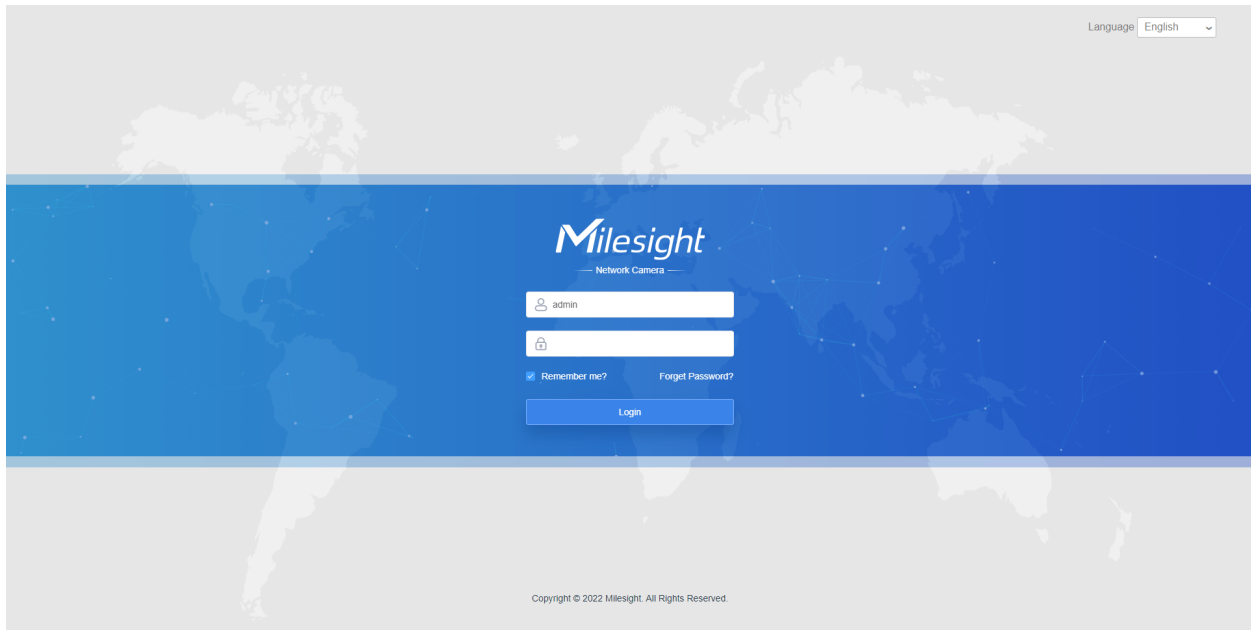 Language English
Milesight
Network Camera
admin
Remember me? Forget Password?
Login
Copyright © 2022 Milesight. All Rights Reserved.